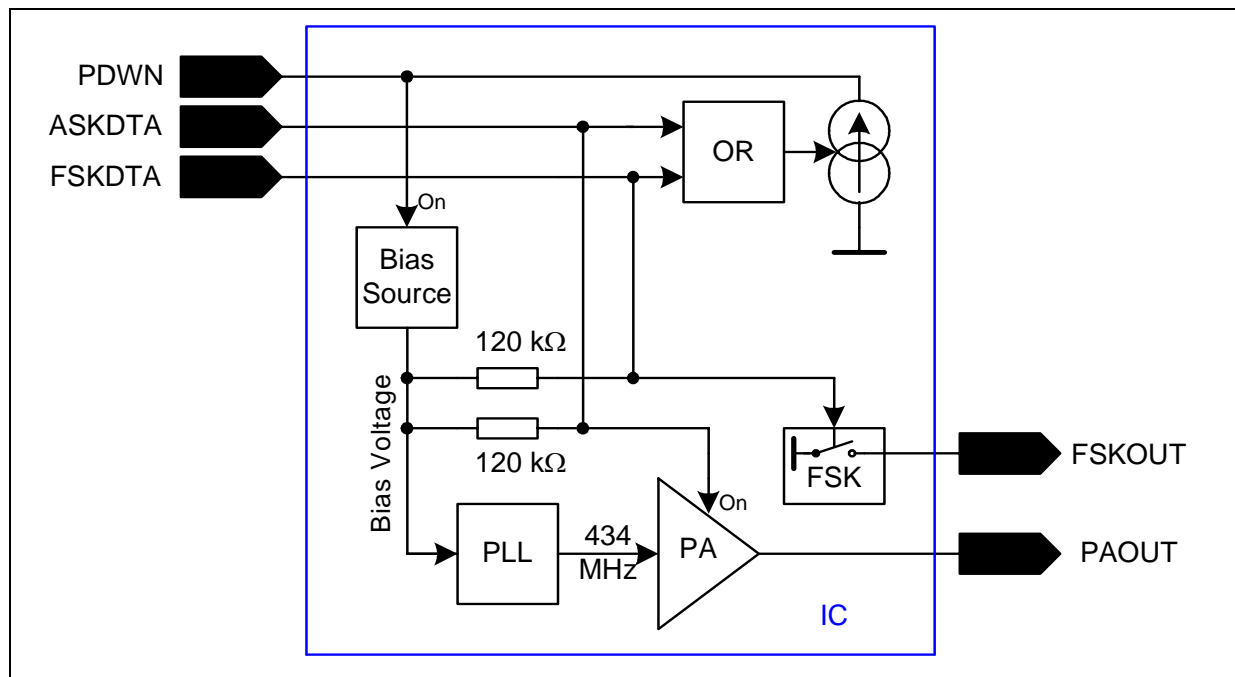 PDWN
ASKDTA
FSKDTA
On
OR
Bias
Source
120 kΩ
Bias Voltage
120 kΩ
FSK
FSKOUT
On
PLL
434
MHz
PA
PAOUT
IC